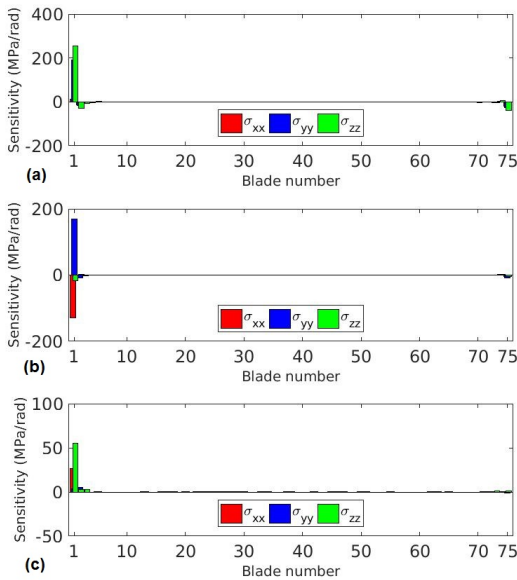 400
200
0
-200
Sensitivity (MPa/rad)
σxx σyy σzz
1 10 20 30 40 50 60 70 75
Blade number
(a)
200
0
-200
Sensitivity (MPa/rad)
σxx σyy σzz
1 10 20 30 40 50 60 70 75
Blade number
(b)
100
50
0
-50
Sensitivity (MPa/rad)
σxx σyy σzz
1 10 20 30 40 50 60 70 75
Blade number
(c)